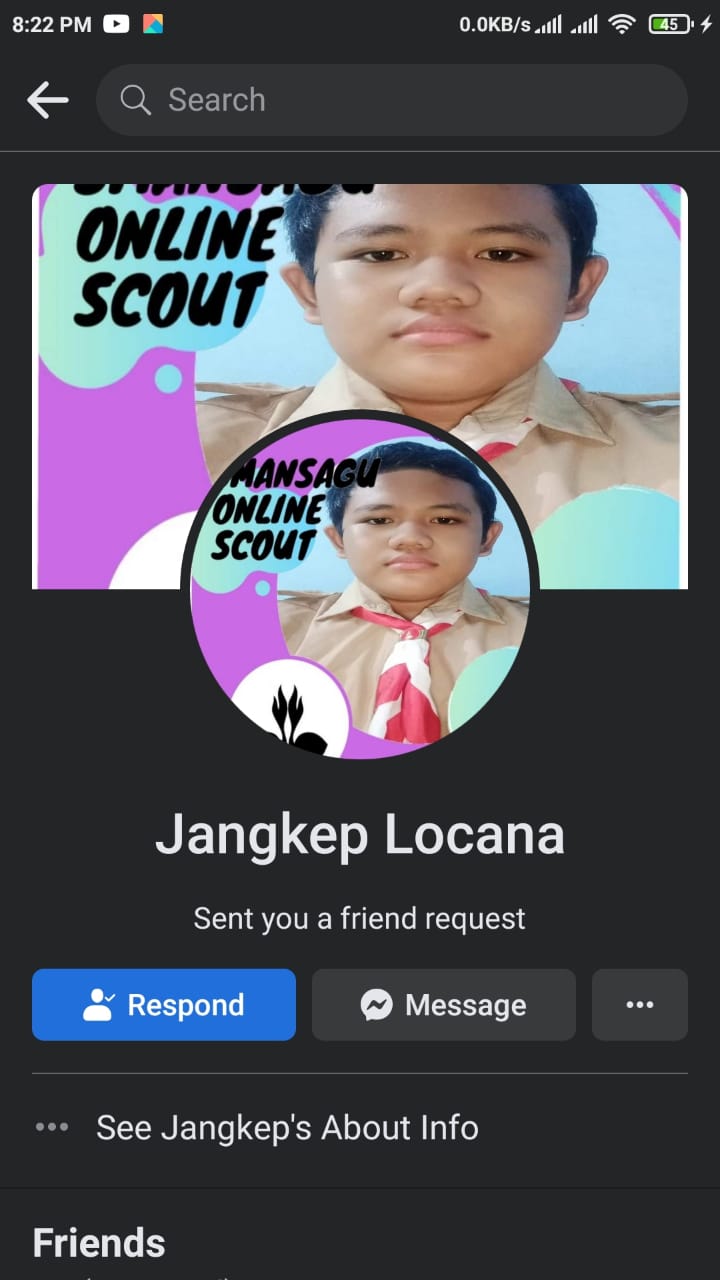 8:22 PM
0.0KB/s
45
Search
ONLINE
SCOUT
MANSAGU
ONLINE
SCOUT
Jangkep Locana
Sent you a friend request
Respond
Message
See Jangkep's About Info
Friends